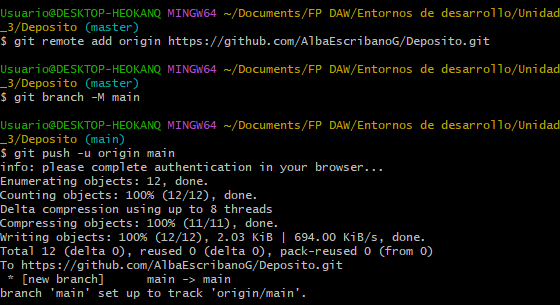 Usuario@DESKTOP-HEOKANQ MINGW64 ~/Documents/FP DAW/Entornos de desarrollo/Unidad
_3/Deposito (master)
$ git remote add origin https://github.com/AlbaEscribanoG/Deposito.git
Usuario@DESKTOP-HEOKANQ MINGW64 ~/Documents/FP DAW/Entornos de desarrollo/Unidad
_3/Deposito (master)
$ git branch -M main
Usuario@DESKTOP-HEOKANQ MINGW64 ~/Documents/FP DAW/Entornos de desarrollo/Unidad
_3/Deposito (main)
$ git push -u origin main
info: please complete authentication in your browser...
Enumerating objects: 12, done.
Counting objects: 100% (12/12), done.
Delta compression using up to 8 threads
Compressing objects: 100% (11/11), done.
Writing objects: 100% (12/12), 2.03 KiB | 694.00 KiB/s, done.
Total 12 (delta 0), reused 0 (delta 0), pack-reused 0 (from 0)
To https://github.com/AlbaEscribanoG/Deposito.git
 * [new branch]      main -> main
branch 'main' set up to track 'origin/main'.